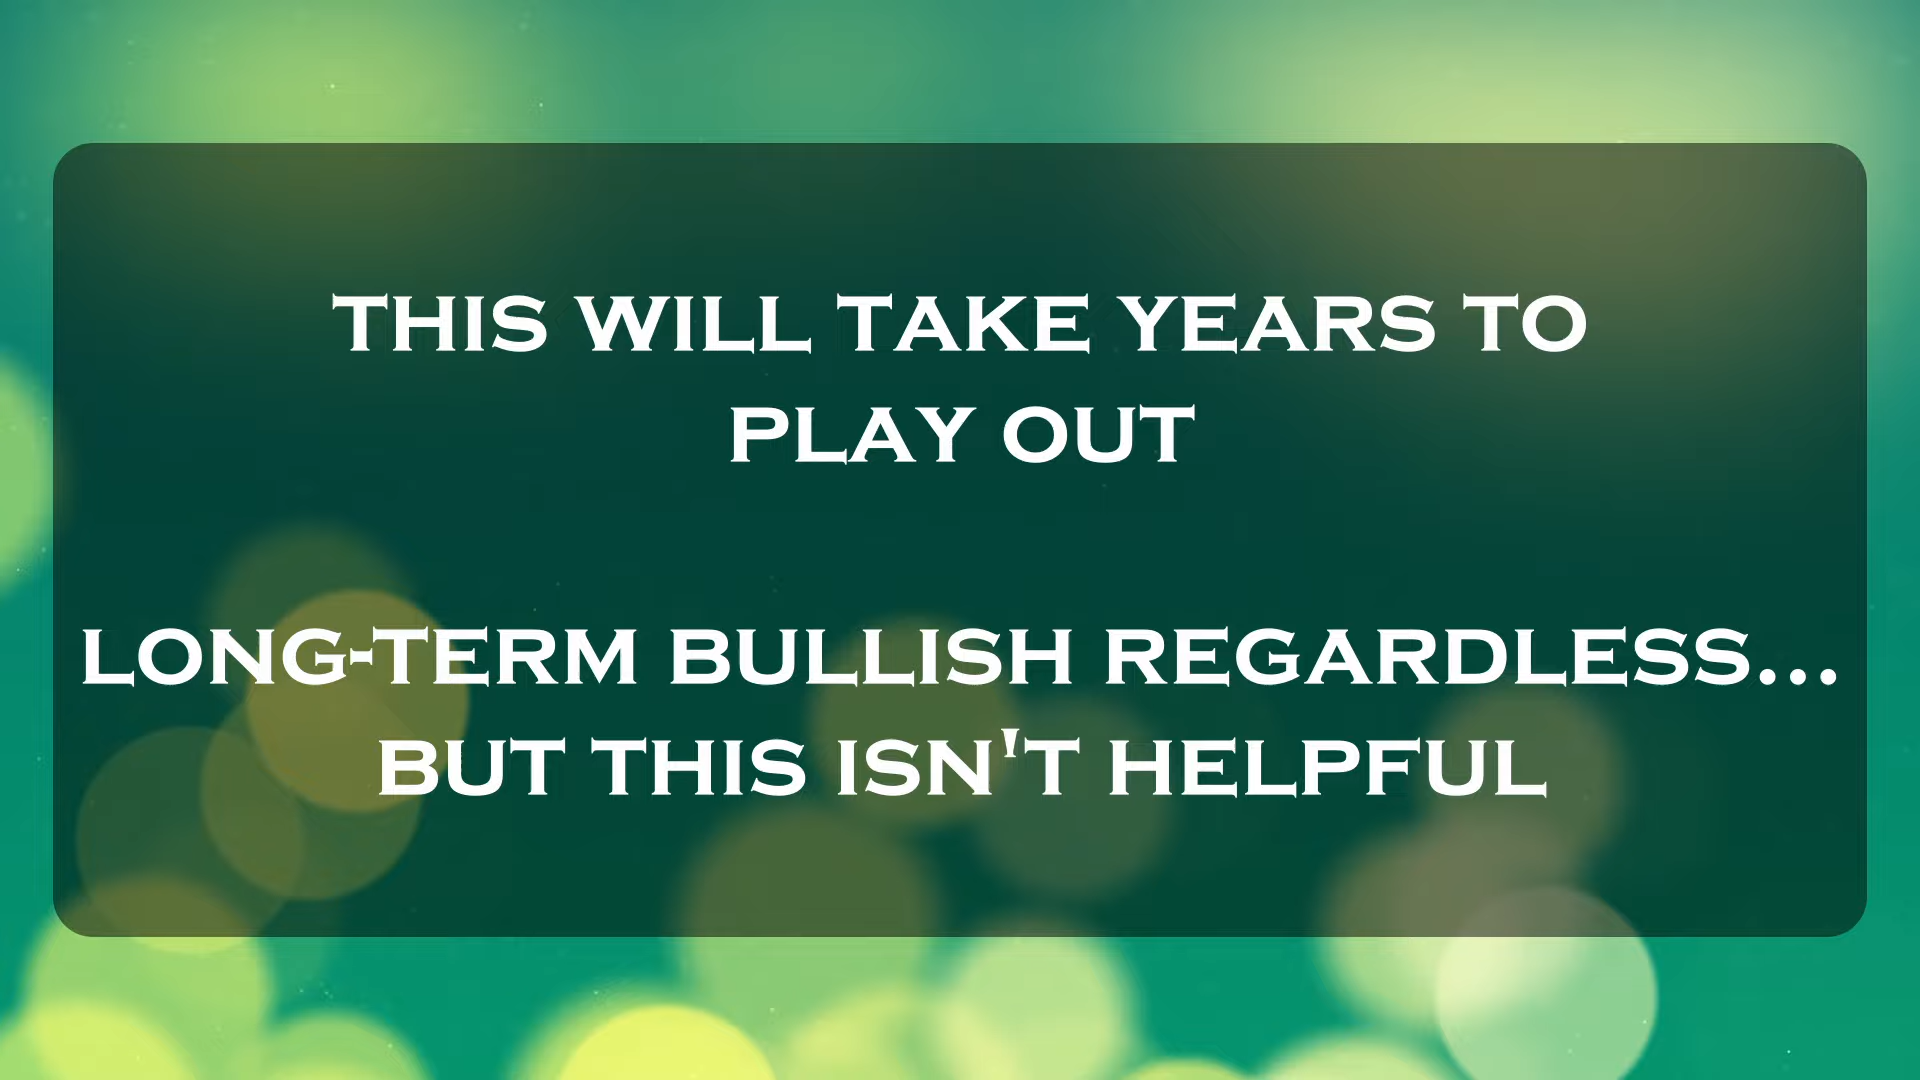 THIS WILL TAKE YEARS TO
PLAY OUT
LONG-TERM BULLISH REGARDLESS...
BUT THIS ISN'T HELPFUL